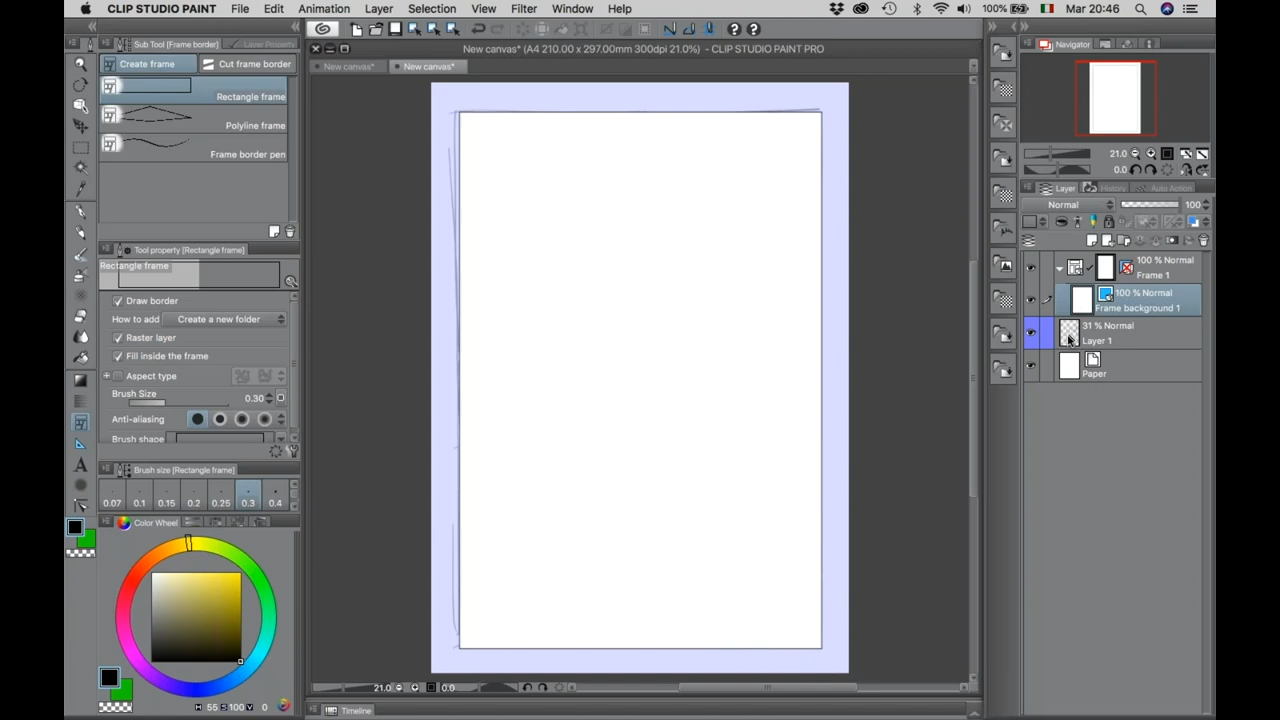 CLIP STUDIO PAINT File Edit Animation Layer Selection View Filter Window Help 100% Mar 20:46
New canvas* (A4 210.00 x 297.00mm 300dpi 21.0%) - CLIP STUDIO PAINT PRO
New canvas* New canvas*
Sub Tool [Frame border] Layer Property
Create frame Cut frame border
Rectangle frame
Polyline frame
Frame border pen
Tool property [Rectangle frame]
Rectangle frame
Draw border
How to add Create a new folder
Raster layer
Fill inside the frame
Aspect type
Brush Size 0.30
Anti-aliasing
Brush shape
Brush size [Rectangle frame]
0.07 0.1 0.15 0.2 0.25 0.3 0.4
Color Wheel
H 55 S 100 V 0
21.0 0.0
Timeline
Navigator
21.0
0.0
Layer History Auto Action
Normal 100
100 % Normal
Frame 1
100 % Normal
Frame background 1
31 % Normal
Layer 1
Paper